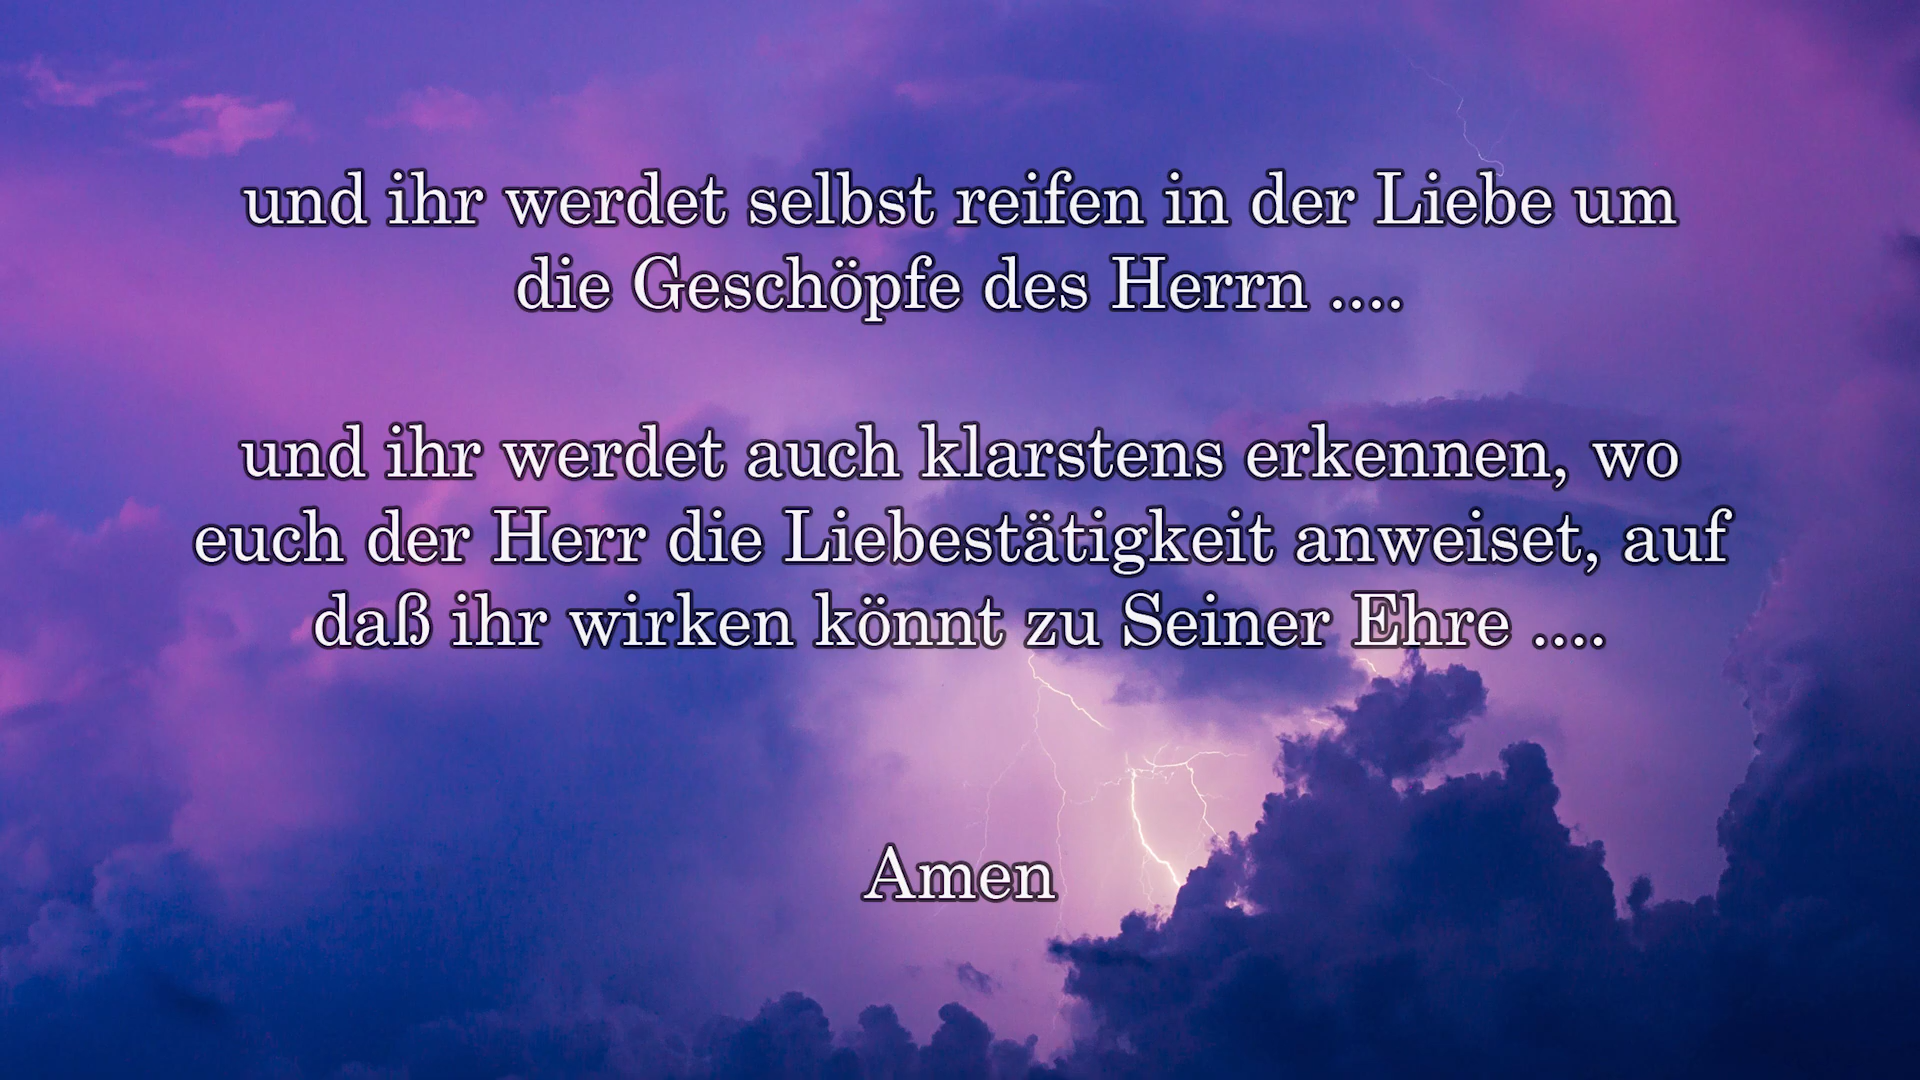 und ihr werdet selbst reifen in der Liebe um
die Geschöpfe des Herrn ....
und ihr werdet auch klarstens erkennen, wo
euch der Herr die Liebestätigkeit anweiset, auf
daß ihr wirken könnt zu Seiner Ehre ....
Amen